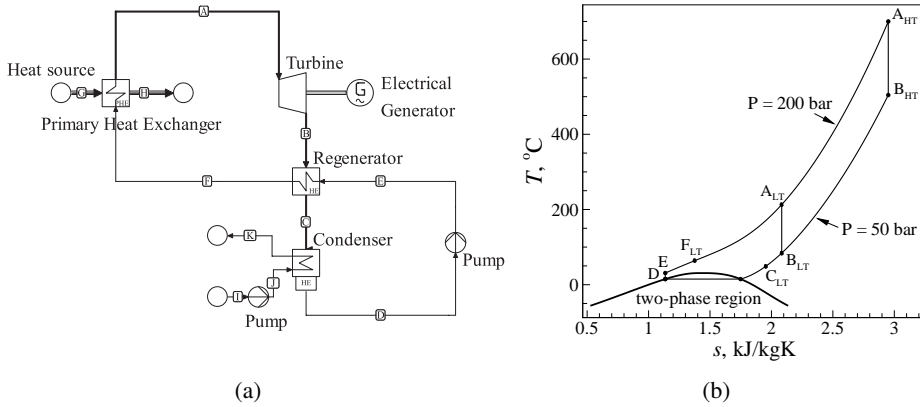 A
Heat source
Turbine
G
PHE
H
G
Electrical
Generator
Primary Heat Exchanger
B
Regenerator
F
HE
E
C
K
Condenser
J
HE
I
Pump
Pump
D
(a)
T, °C
600
400
200
0
A_HT
B_HT
P = 200 bar
A_LT
P = 50 bar
F_LT
E
D
B_LT
C_LT
two-phase region
0.5 1 1.5 2 2.5 3
s, kJ/kgK
(b)